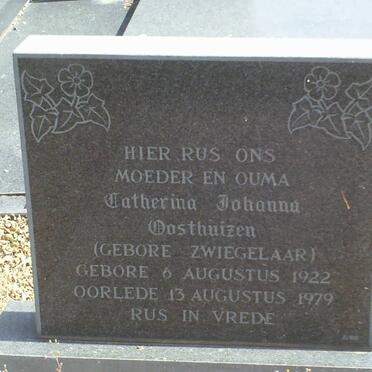 HIER RUS ONS
MOEDER EN OUMA
Catherina Johanna
Oosthuizen
(GEBORE ZWIEGELAAR)
GEBORE 6 AUGUSTUS 1922
OORLEDE 13 AUGUSTUS 1979
RUS IN VREDE